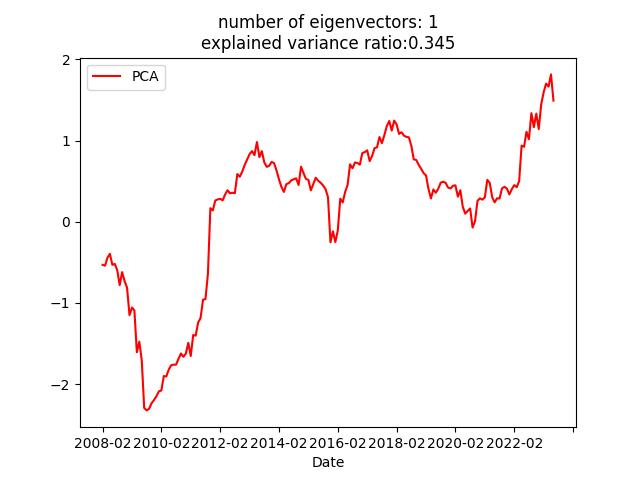 number of eigenvectors: 1
explained variance ratio:0.345
PCA
2
1
0
−1
−2
2008-02 2010-02 2012-02 2014-02 2016-02 2018-02 2020-02 2022-02
Date